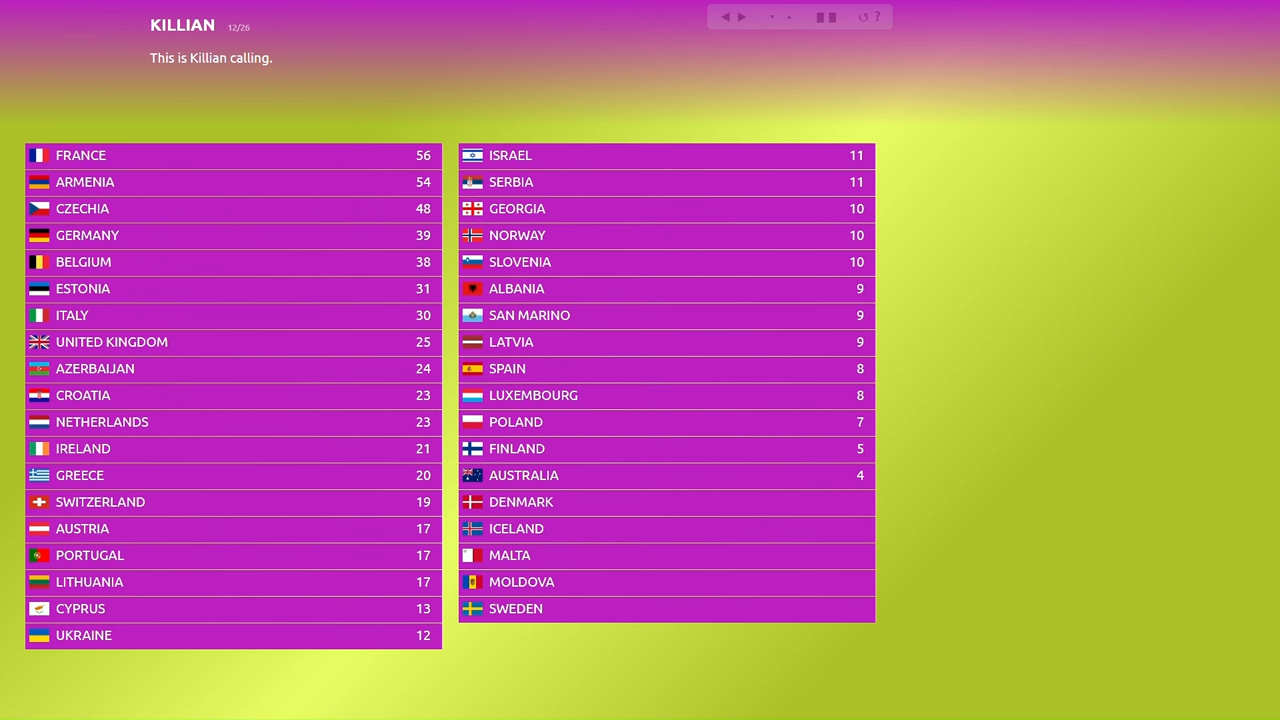 KILLIAN 12/26
This is Killian calling.
FRANCE 56
ARMENIA 54
CZECHIA 48
GERMANY 39
BELGIUM 38
ESTONIA 31
ITALY 30
UNITED KINGDOM 25
AZERBAIJAN 24
CROATIA 23
NETHERLANDS 23
IRELAND 21
GREECE 20
SWITZERLAND 19
AUSTRIA 17
PORTUGAL 17
LITHUANIA 17
CYPRUS 13
UKRAINE 12
ISRAEL 11
SERBIA 11
GEORGIA 10
NORWAY 10
SLOVENIA 10
ALBANIA 9
SAN MARINO 9
LATVIA 9
SPAIN 8
LUXEMBOURG 8
POLAND 7
FINLAND 5
AUSTRALIA 4
DENMARK
ICELAND
MALTA
MOLDOVA
SWEDEN